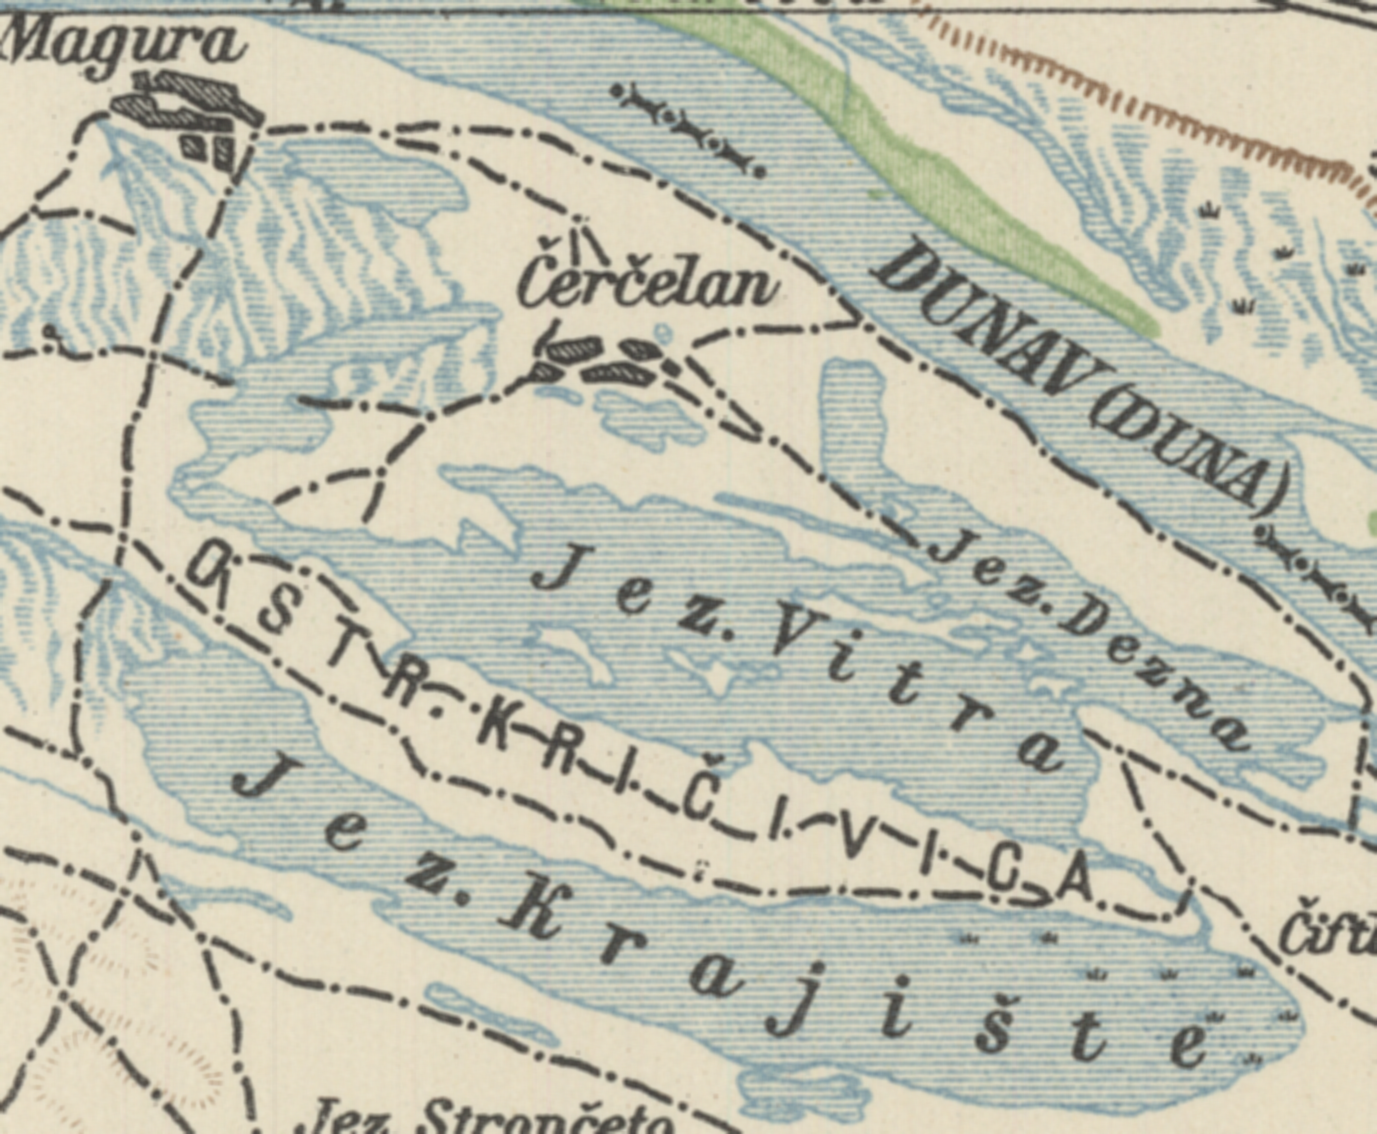 Magura
Čerčelan
DUNAV (DUNA)
Jez. Dezna
Jez. Vitra
OSTR. KRIČIVICA
Jez. Krajište
Jez. Strončeto